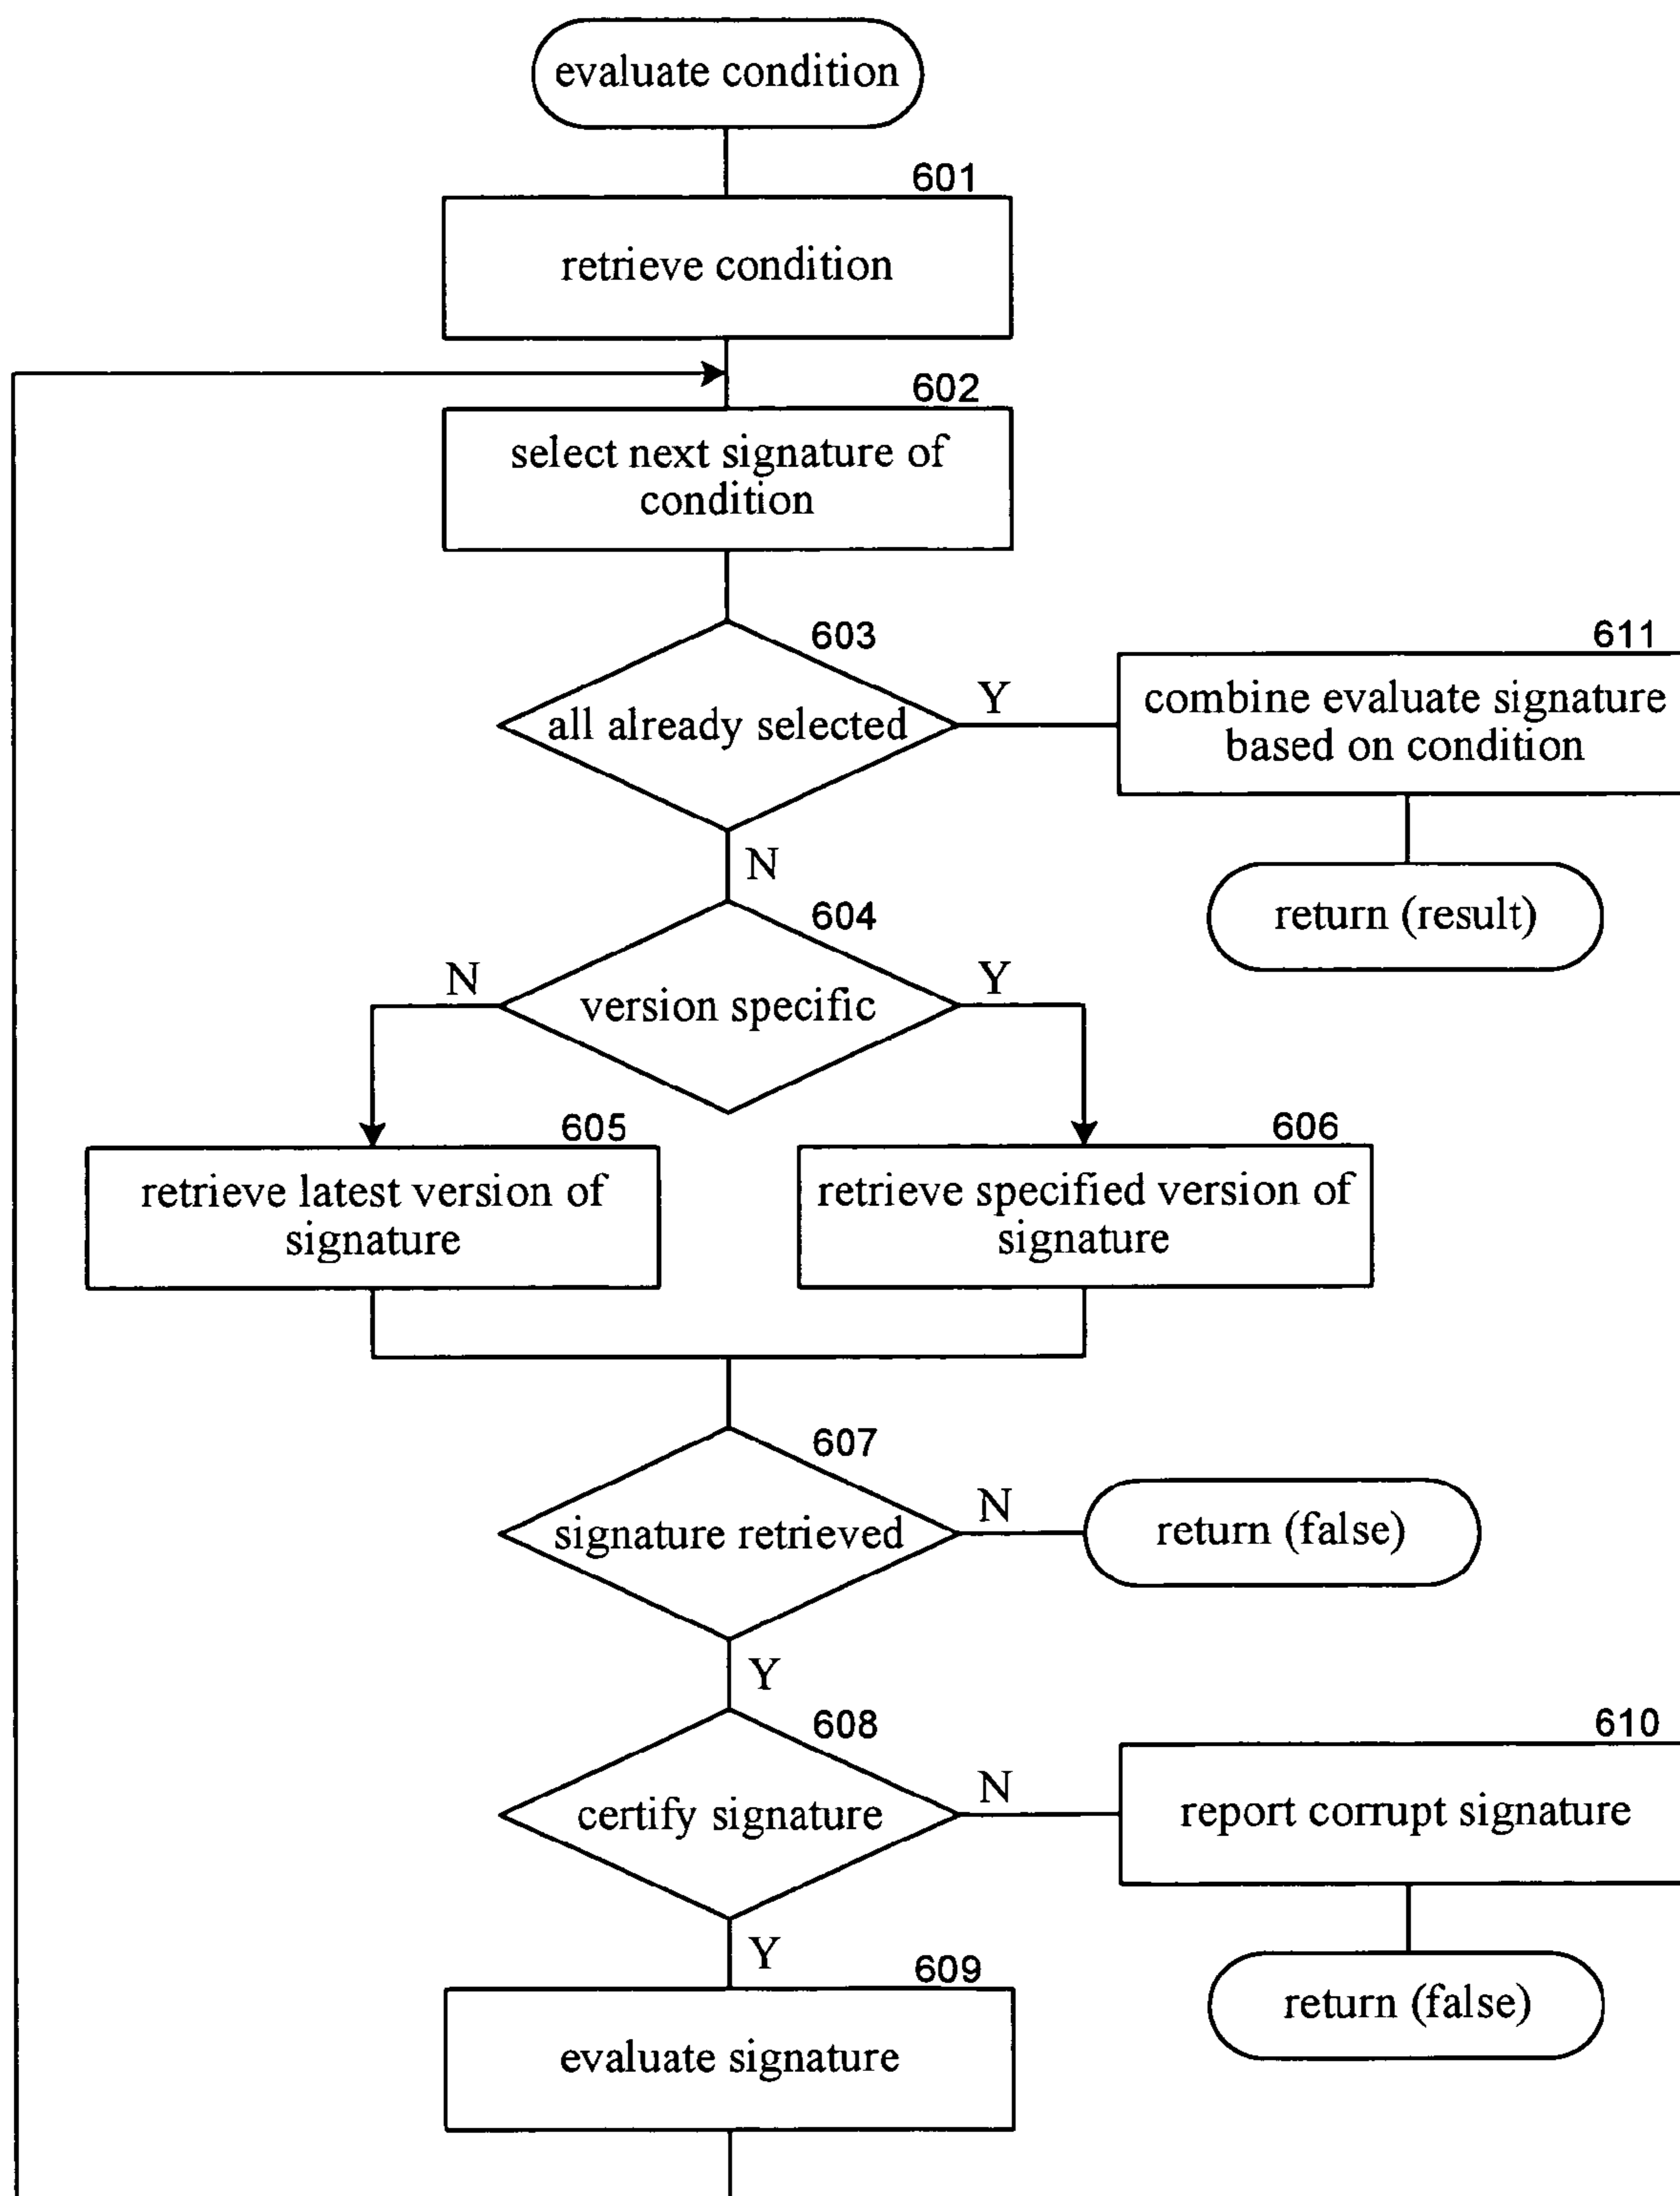 evaluate condition
601
retrieve condition
602
select next signature of
condition
603
all already selected
Y
611
combine evaluate signature
based on condition
return (result)
N
604
version specific
N
Y
605
retrieve latest version of
signature
606
retrieve specified version of
signature
607
signature retrieved
N
return (false)
Y
608
certify signature
N
610
report corrupt signature
return (false)
Y
609
evaluate signature